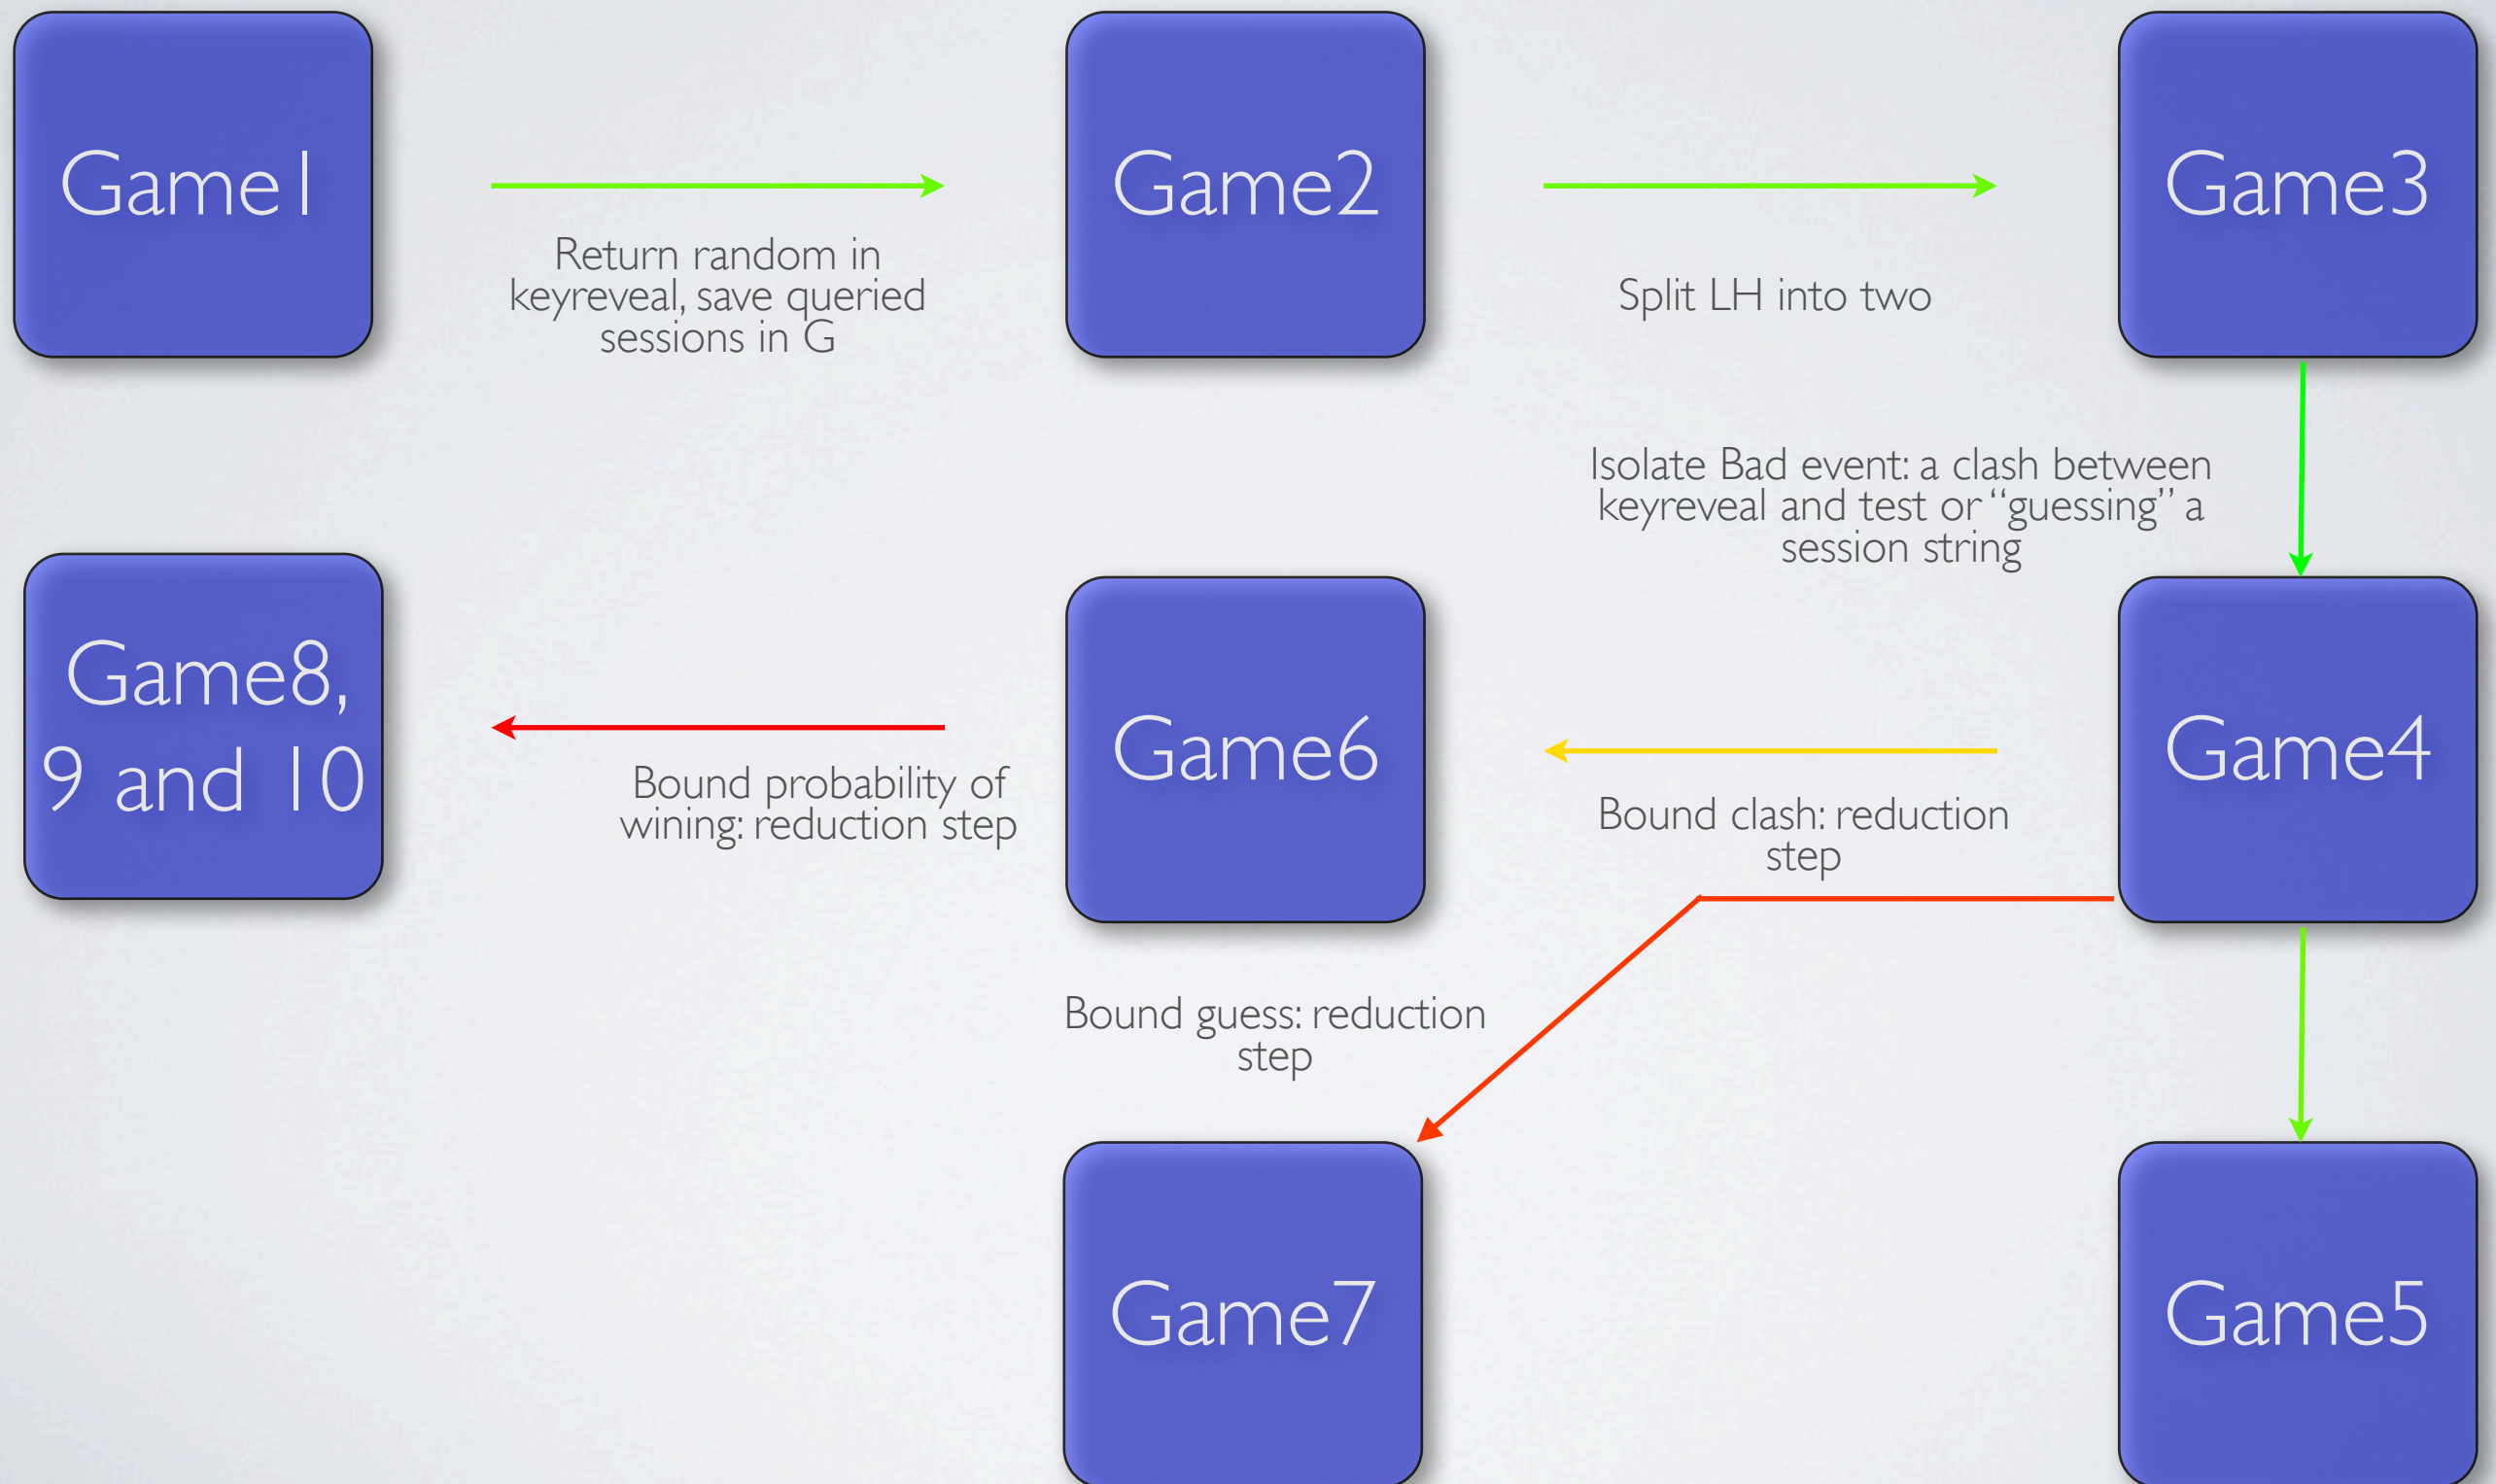 Game1
Game2
Game3
Return random in
keyreveal, save queried
sessions in G
Split LH into two
Isolate Bad event: a clash between
keyreveal and test or “guessing” a
session string
Game8,
9 and 10
Game6
Game4
Bound probability of
wining: reduction step
Bound clash: reduction
step
Bound guess: reduction
step
Game7
Game5